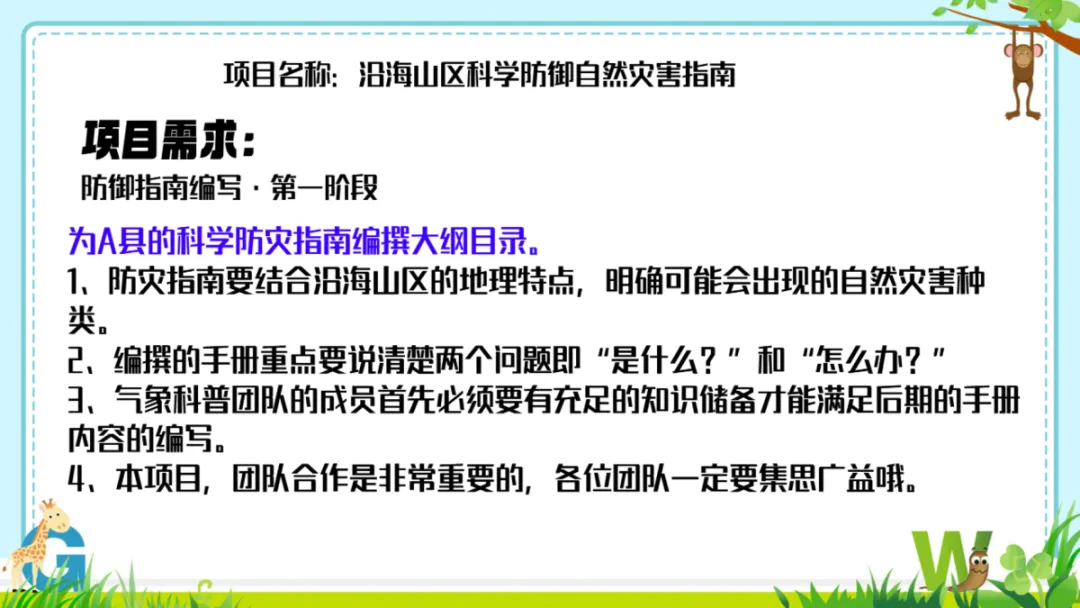 项目名称：沿海山区科学防御自然灾害指南
项目需求：
防御指南编写·第一阶段
为A县的科学防灾指南编撰大纲目录。
1、防灾指南要结合沿海山区的地理特点，明确可能会出现的自然灾害种
类。
2、编撰的手册重点要说清楚两个问题即“是什么？”和“怎么办？”
3、气象科普团队的成员首先必须要有充足的知识储备才能满足后期的手册
内容的编写。
4、本项目，团队合作是非常重要的，各位团队一定要集思广益哦。
G
W